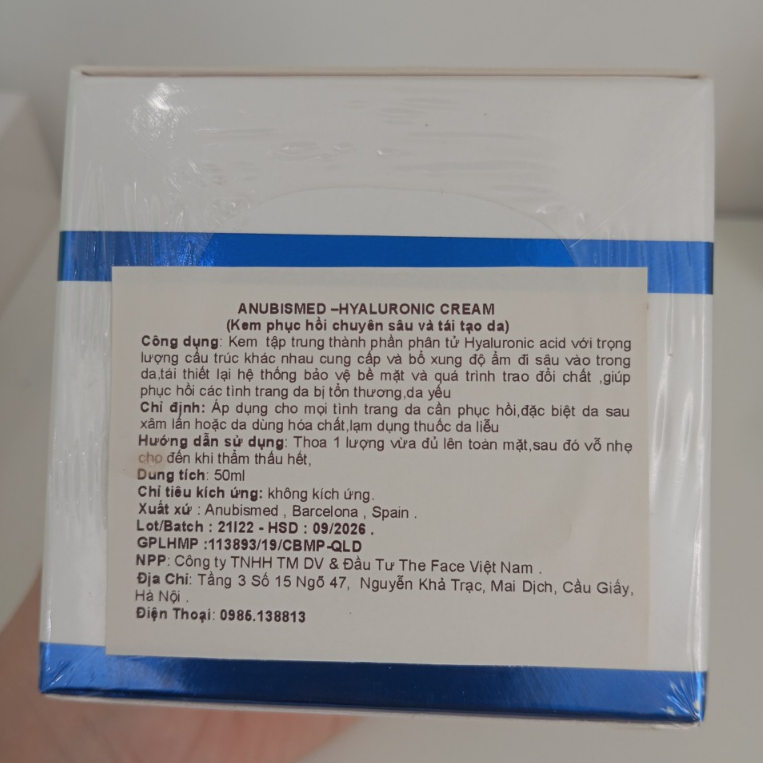 ANUBISMED –HYALURONIC CREAM
(Kem phục hồi chuyên sâu và tái tạo da)
Công dụng: Kem tập trung thành phần phân tử Hyaluronic acid với trọng
lượng cấu trúc khác nhau cung cấp và bổ xung độ ẩm đi sâu vào trong
da,tái thiết lại hệ thống bảo vệ bề mặt và quá trình trao đổi chất ,giúp
phục hồi các tình trang da bị tổn thương,da yếu
Chỉ định: Áp dụng cho mọi tình trang da cần phục hồi,đặc biệt da sau
xâm lấn hoặc da dùng hóa chất,lạm dụng thuốc da liễu
Hướng dẫn sử dụng: Thoa 1 lượng vừa đủ lên toàn mặt,sau đó vỗ nhẹ
cho đến khi thẩm thấu hết,
Dung tích: 50ml
Chỉ tiêu kích ứng: không kích ứng.
Xuất xứ : Anubismed , Barcelona , Spain .
Lot/Batch : 21I22 - HSD : 09/2026 .
GPLHMP :113893/19/CBMP-QLD
NPP: Công ty TNHH TM DV & Đầu Tư The Face Việt Nam .
Địa Chỉ: Tầng 3 Số 15 Ngõ 47, Nguyễn Khả Trạc, Mai Dịch, Cầu Giấy,
Hà Nội .
Điện Thoại: 0986.138813